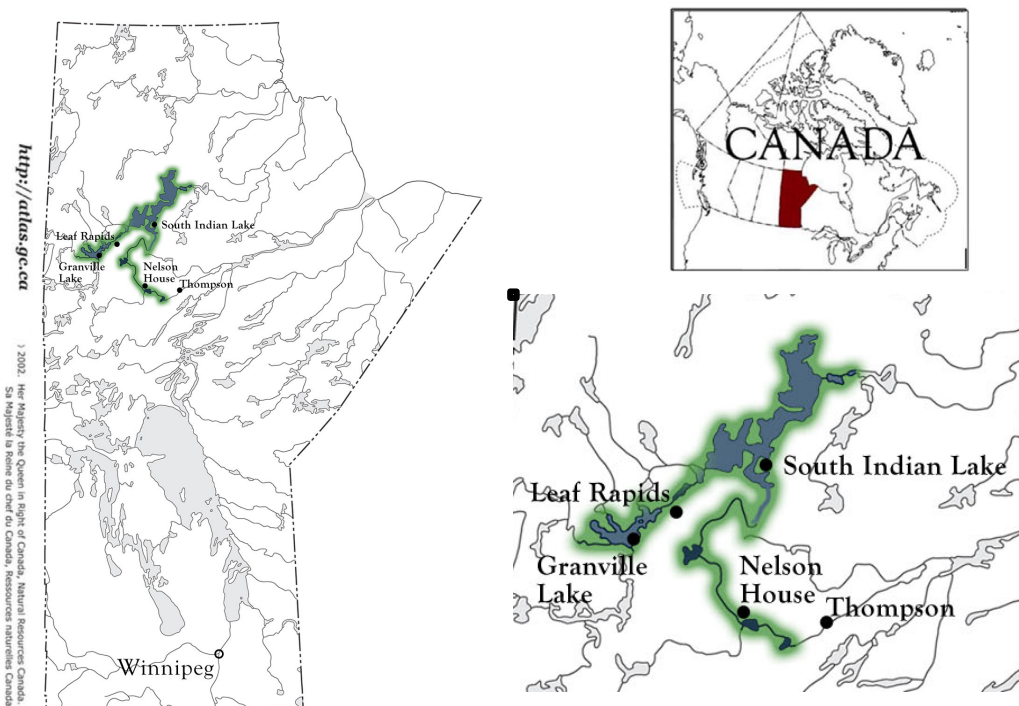 http://atlas.gc.ca
) 2002. Her Majesty the Queen in Right of Canada, Natural Resources Canada.
Sa Majesté la Reine du chef du Canada, Ressources naturelles Canada
South Indian Lake
Leaf Rapids
Granville
Lake
Nelson
House
Thompson
Winnipeg
CANADA
South Indian Lake
Leaf Rapids
Granville
Lake
Nelson
House
Thompson